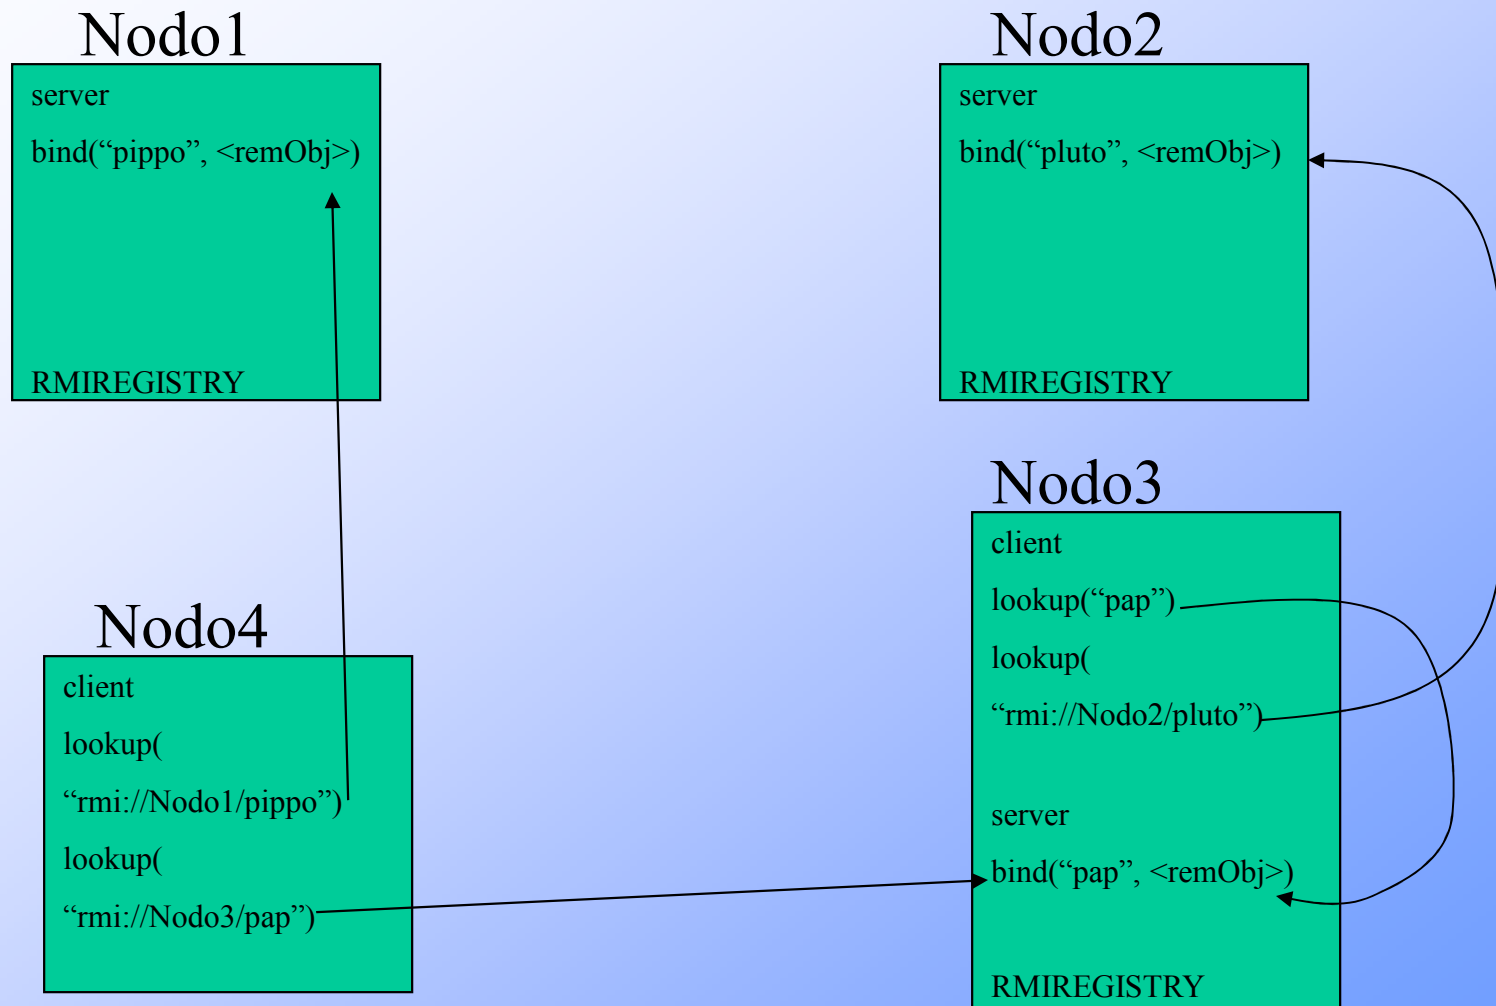 Nodo1
server
bind(“pippo”, <remObj>)
RMIREGISTRY
Nodo2
server
bind(“pluto”, <remObj>)
RMIREGISTRY
Nodo4
client
lookup(
“rmi://Nodo1/pippo”)
lookup(
“rmi://Nodo3/pap”)
Nodo3
client
lookup(“pap”)
lookup(
“rmi://Nodo2/pluto”)
server
bind(“pap”, <remObj>)
RMIREGISTRY